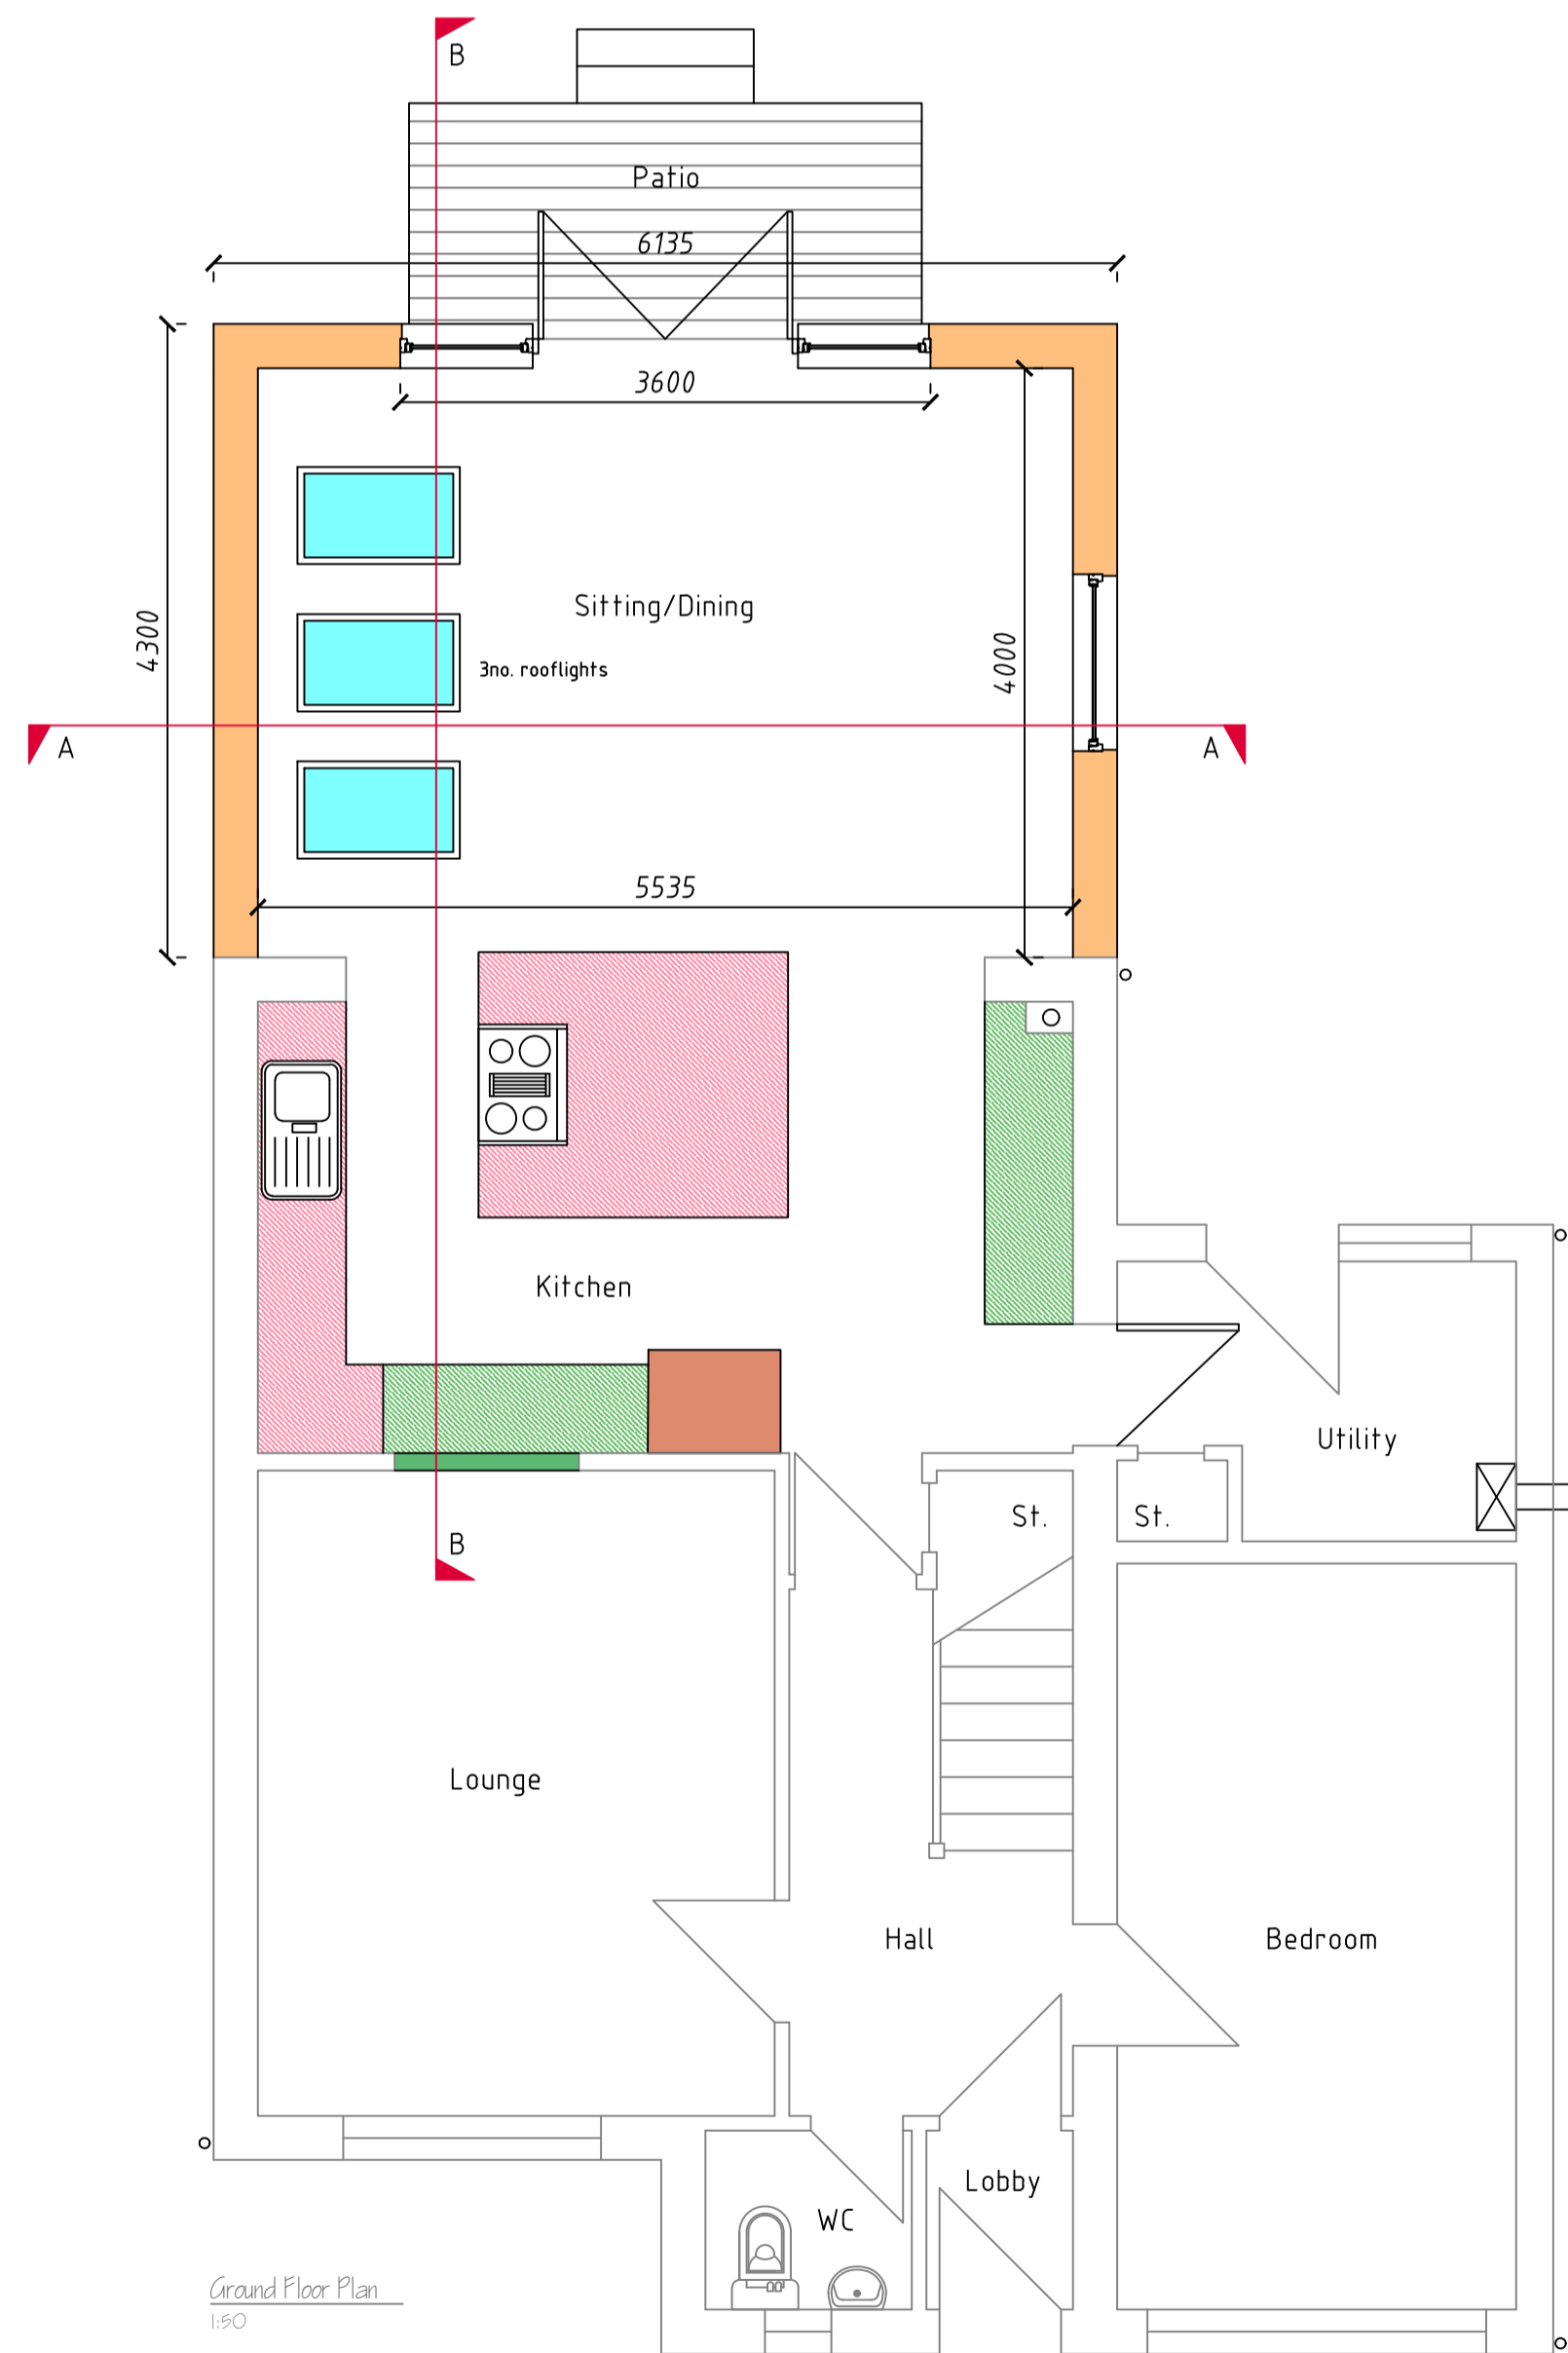 B
Patio
6135
3600
Sitting/Dining
4300
4000
3no. rooflights
A
A
5535
Kitchen
Utility
St.
St.
B
Lounge
Hall
Bedroom
Lobby
WC
Ground Floor Plan
1:50